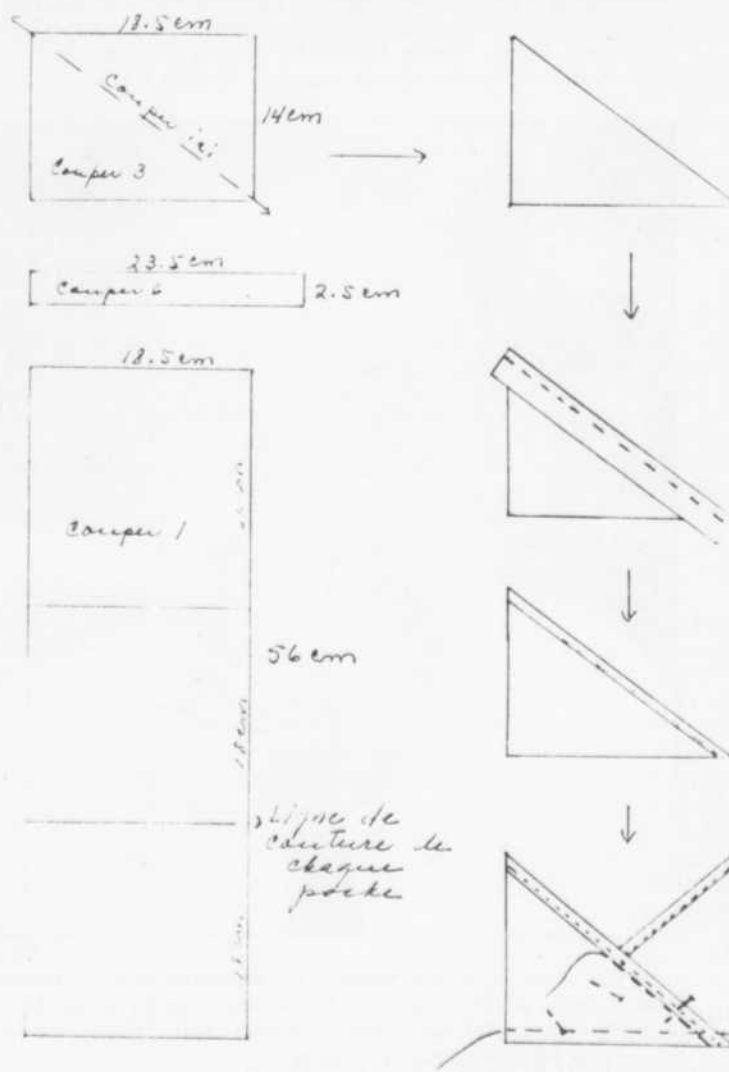 18.5cm
Couper ici
14cm
Couper 3
23.5cm
Couper 6
2.5cm
18.5cm
Couper 1
56cm
18cm
Ligne de
couture de
chaque
poche